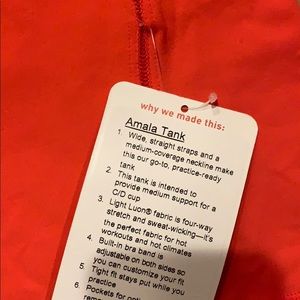 why we made this:
Amala Tank
1. Wide, straight straps and a
medium-coverage neckline make
this our go-to, practice-ready
tank
2. This tank is intended to
provide medium support for a
C/D cup
3. Light Luon® fabric is four-way
stretch and sweat-wicking—it's
the perfect fabric for hot
workouts and hot climates
4. Built-in bra band is
adjustable on both sides so
you can customize your fit
5. Tight fit stays put while you
practice
6. Pockets for